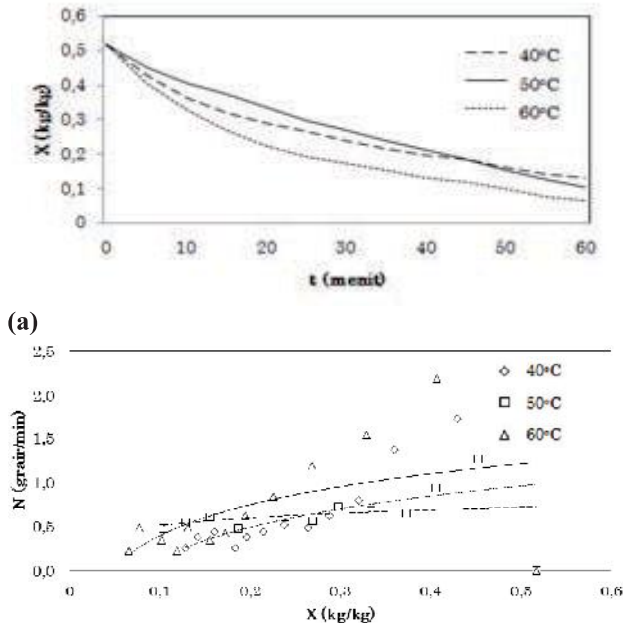 0,6
0,5
0,4
0,3
0,2
0,1
0
X (kg/kg)
40°C
50°C
60°C
0 10 20 30 40 50 60
t (menit)
(a)
2,5
2,0
1,5
1,0
0,5
0,0
N (grair/min)
40°C
50°C
60°C
0 0,1 0,2 0,3 0,4 0,5 0,6
X (kg/kg)